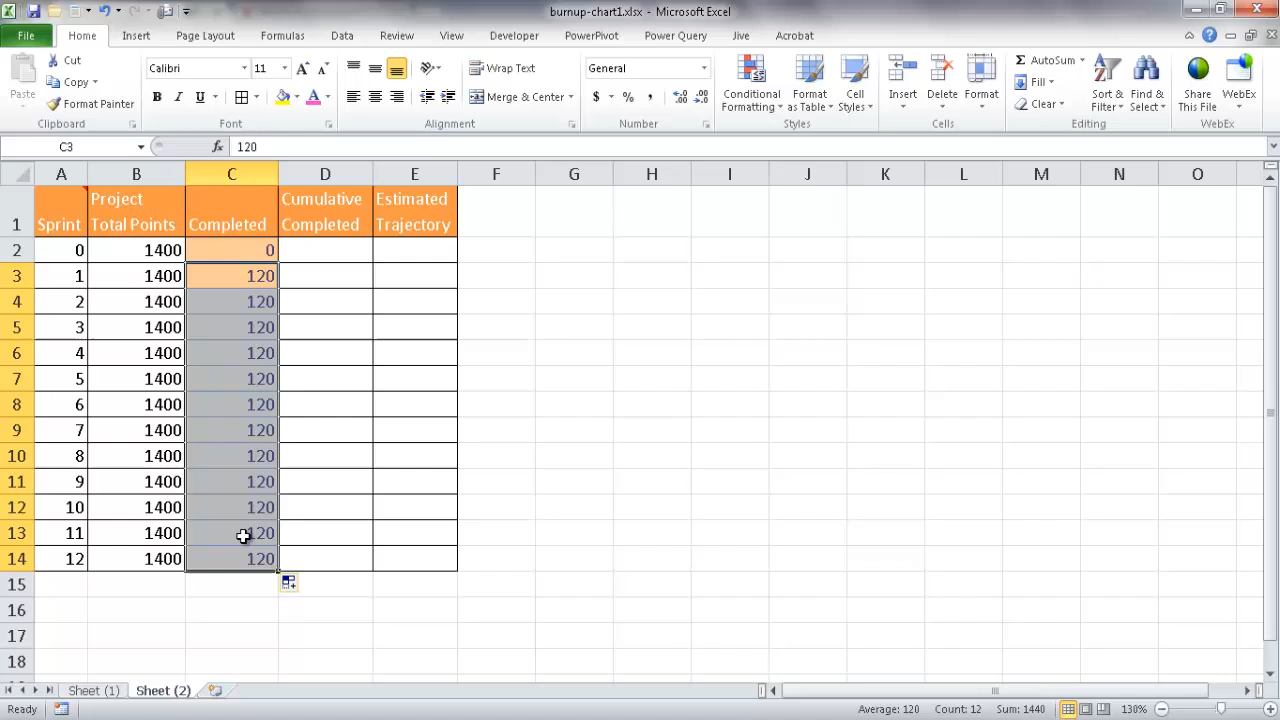 burnup-chart1.xlsx - Microsoft Excel
File Home Insert Page Layout Formulas Data Review View Developer PowerPivot Power Query Jive Acrobat
Paste
Cut
Copy
Format Painter
Clipboard
Calibri 11
B I U
Font
Wrap Text
Merge & Center
Alignment
General
$ % ,
Number
Conditional Formatting
Format as Table
Cell Styles
Styles
Insert
Delete
Format
Cells
AutoSum
Fill
Clear
Sort & Filter
Find & Select
Editing
Share This File
WebEx
WebEx
C3 fx 120
A B C D E F G H I J K L M N O
1 Sprint Project Total Points Completed Cumulative Completed Estimated Trajectory
2 0 1400 0
3 1 1400 120
4 2 1400 120
5 3 1400 120
6 4 1400 120
7 5 1400 120
8 6 1400 120
9 7 1400 120
10 8 1400 120
11 9 1400 120
12 10 1400 120
13 11 1400 120
14 12 1400 120
15
16
17
18
Sheet (1) Sheet (2)
Ready Average: 120 Count: 12 Sum: 1440 130%